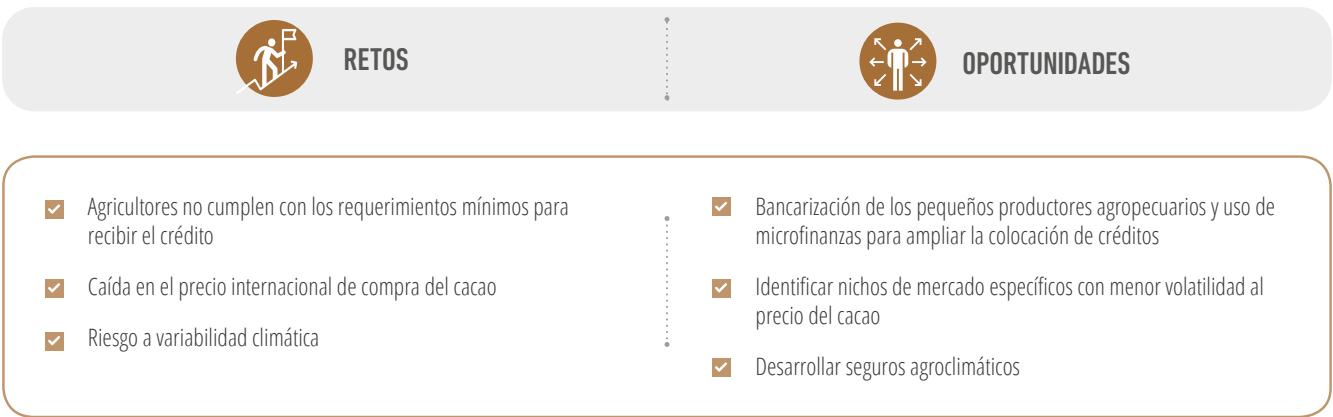 RETOS
OPORTUNIDADES
Agricultores no cumplen con los requerimientos mínimos para
recibir el crédito
Caída en el precio internacional de compra del cacao
Riesgo a variabilidad climática
Bancarización de los pequeños productores agropecuarios y uso de
microfinanzas para ampliar la colocación de créditos
Identificar nichos de mercado específicos con menor volatilidad al
precio del cacao
Desarrollar seguros agroclimáticos